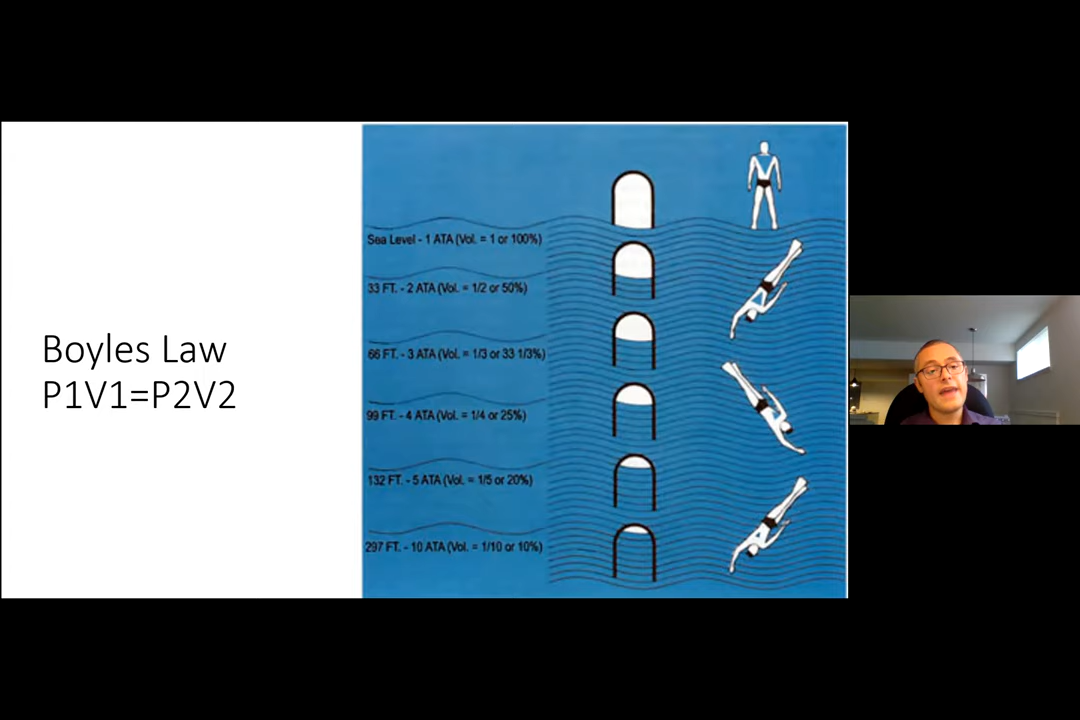 Boyles Law
P1V1=P2V2
Sea Level - 1 ATA (Vol. = 1 or 100%)
33 FT. - 2 ATA (Vol. = 1/2 or 50%)
66 FT. - 3 ATA (Vol. = 1/3 or 33 1/3%)
99 FT. - 4 ATA (Vol. = 1/4 or 25%)
132 FT. - 5 ATA (Vol. = 1/5 or 20%)
297 FT. - 10 ATA (Vol. = 1/10 or 10%)